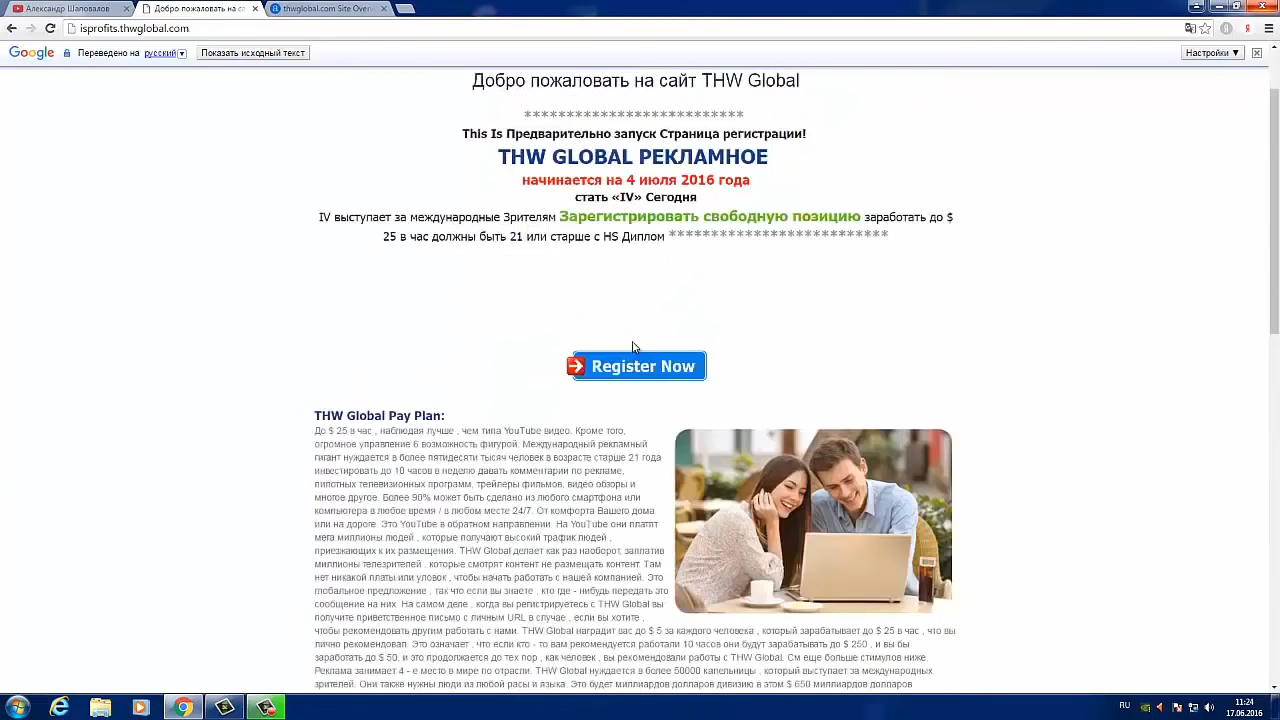 Александр Шаповалов
Добро пожаловать на са
thwglobal.com Site Overv
isprofits.thwglobal.com
Google Переведено на русский Показать исходный текст Настройки
Добро пожаловать на сайт THW Global
**************************
This Is Предварительно запуск Страница регистрации!
THW GLOBAL РЕКЛАМНОЕ
начинается на 4 июля 2016 года
стать «IV» Сегодня
IV выступает за международные Зрителям Зарегистрировать свободную позицию заработать до $
25 в час должны быть 21 или старше с HS Диплом **************************
Register Now
THW Global Pay Plan:
До $ 25 в час , наблюдая лучше , чем типа YouTube видео. Кроме того,
огромное управление 6 возможность фигурой. Международный рекламный
гигант нуждается в более пятидесяти тысяч человек в возрасте старше 21 года
инвестировать до 10 часов в неделю давать комментарии по рекламе,
пилотных телевизионных программ, трейлеры фильмов, видео обзоры и
многое другое. Более 90% может быть сделано из любого смартфона или
компьютера в любое время / в любом месте 24/7. От комфорта Вашего дома
или на дороге. Это YouTube в обратном направлении. На YouTube они платят
мега миллионы людей , которые получают высокий трафик людей ,
приезжающих к их размещения. THW Global делает как раз наоборот, заплатив
миллионы телезрителей , которые смотрят контент не размещать контент. Там
нет никакой платы или уловок , чтобы начать работать с нашей компанией. Это
глобальное предложение , так что если вы знаете , кто где - нибудь передать это
сообщение на них. На самом деле , когда вы регистрируетесь с THW Global вы
получите приветственное письмо с личным URL в случае , если вы хотите ,
чтобы рекомендовать другим работать с нами. THW Global наградит вас до $ 5 за каждого человека , который зарабатывает до $ 25 в час , что вы
лично рекомендовал. Это означает , что если кто - то вам рекомендуется работали 10 часов они будут зарабатывать до $ 250 , и вы бы
заработать до $ 50. и это продолжается до тех пор , как человек , вы рекомендовали работы с THW Global. См еще больше стимулов ниже.
Реклама занимает 4 - е место в мире по отрасли. THW Global нуждается в более 50000 капельницы , который выступает за международных
зрителей. Они также нужны люди из любой расы и языка. Это будет миллиардов долларов дивизию в этом $ 650 миллиардов долларов
RU
11:24
17.06.2016